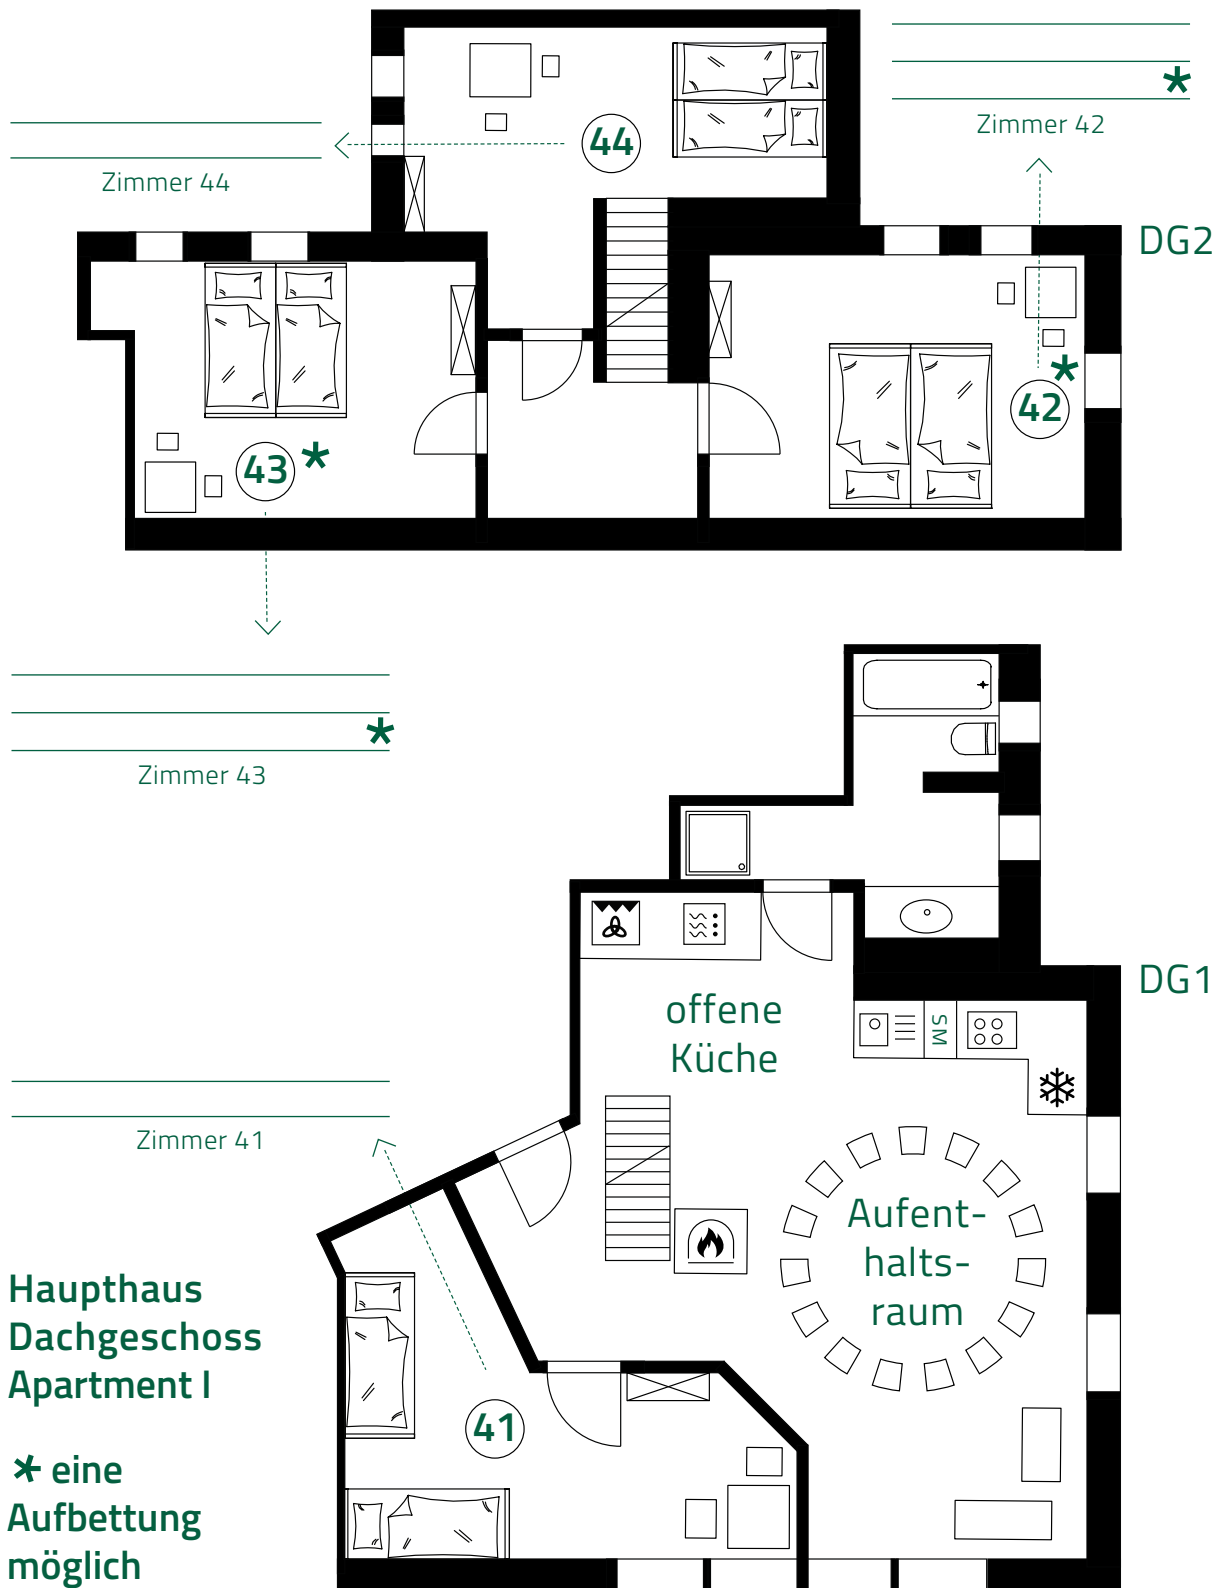 44
*
Zimmer 42
Zimmer 44
DG2
42 *
43 *
*
Zimmer 43
DG1
offene
Küche
SM
Zimmer 41
Aufent-
halts-
raum
Haupthaus
Dachgeschoss
Apartment I
41
* eine
Aufbettung
möglich